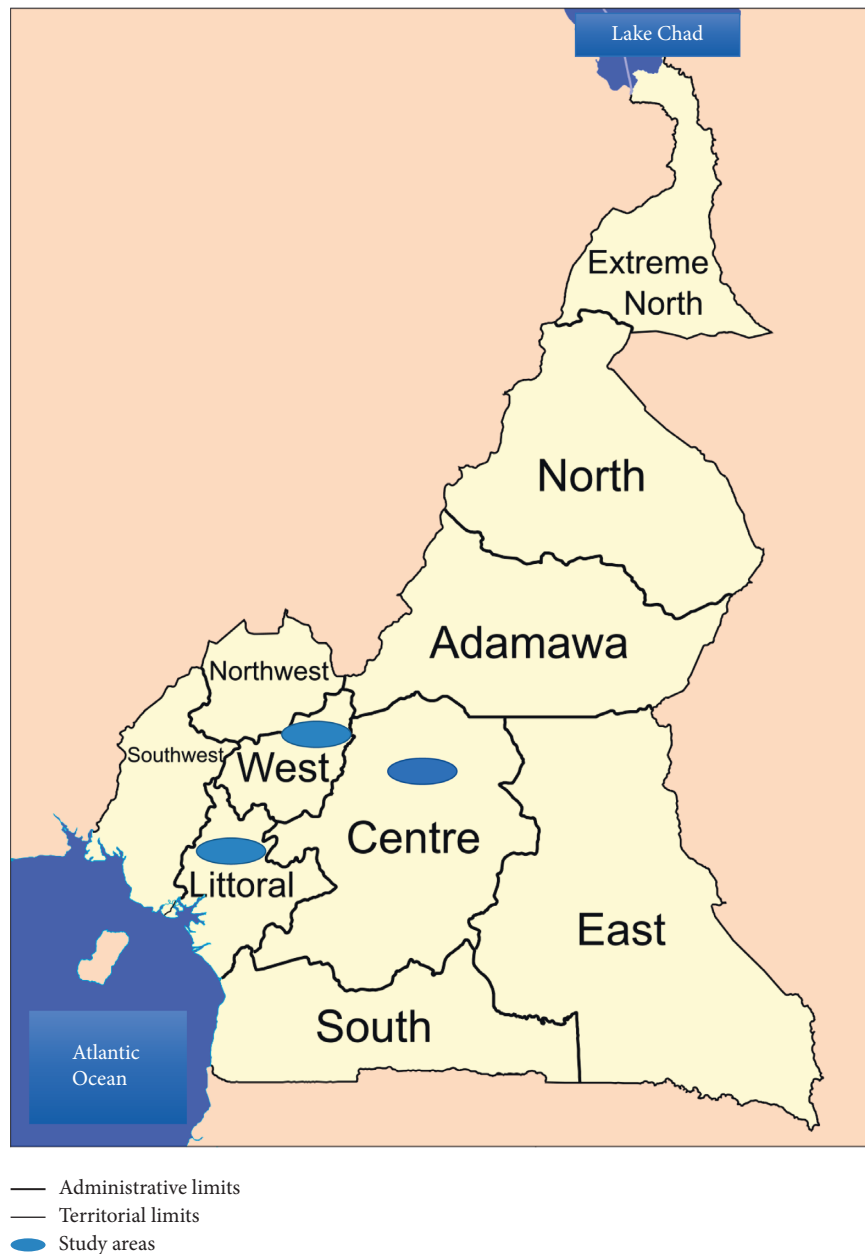 Lake Chad
Extreme
North
North
Adamawa
Northwest
Southwest
West
Centre
Littoral
East
South
Atlantic
Ocean
Administrative limits
Territorial limits
Study areas